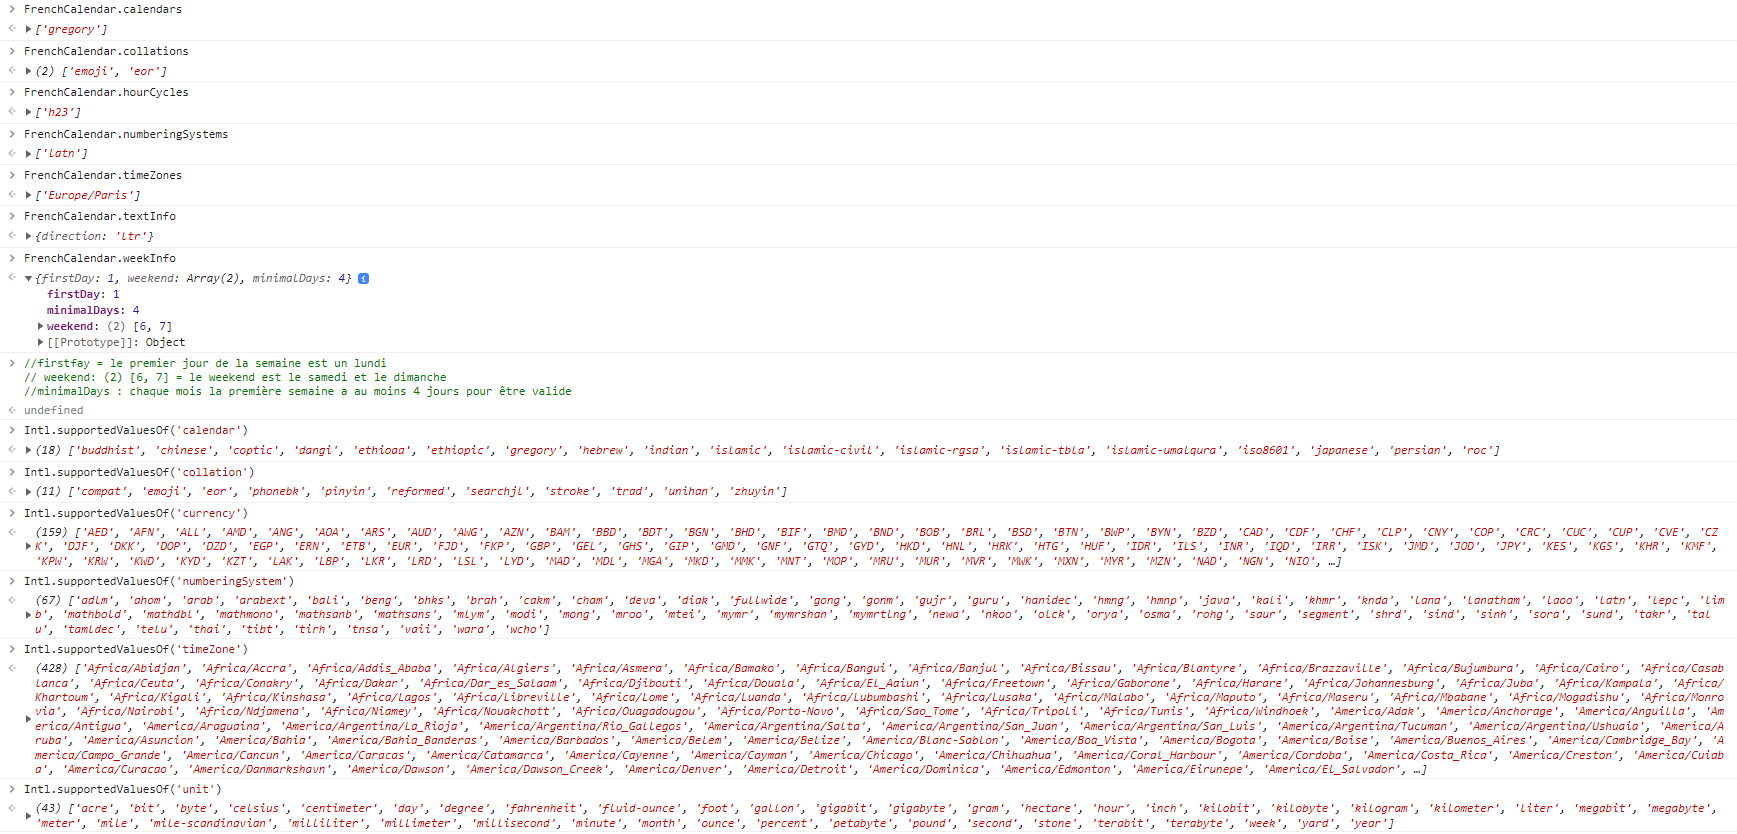 FrenchCalendar.calendars
['gregory']
FrenchCalendar.collations
(2) ['emoji', 'eor']
FrenchCalendar.hourCycles
['h23']
FrenchCalendar.numberingSystems
['latn']
FrenchCalendar.timeZones
['Europe/Paris']
FrenchCalendar.textInfo
{direction: 'ltr'}
FrenchCalendar.weekInfo
{firstDay: 1, weekend: Array(2), minimalDays: 4}
firstDay: 1
minimalDays: 4
weekend: (2) [6, 7]
[[Prototype]]: Object
//firstfay = le premier jour de la semaine est un lundi
// weekend: (2) [6, 7] = le weekend est le samedi et le dimanche
//minimalDays : chaque mois la première semaine a au moins 4 jours pour être valide
undefined
Intl.supportedValuesOf('calendar')
(18) ['buddhist', 'chinese', 'coptic', 'dangi', 'ethioaa', 'ethiopic', 'gregory', 'hebrew', 'indian', 'islamic', 'islamic-civil', 'islamic-rgsa', 'islamic-tbla', 'islamic-umalqura', 'iso8601', 'japanese', 'persian', 'roc']
Intl.supportedValuesOf('collation')
(11) ['compat', 'emoji', 'eor', 'phonebk', 'pinyin', 'reformed', 'searchjl', 'stroke', 'trad', 'unihan', 'zhuyin']
Intl.supportedValuesOf('currency')
(159) ['AED', 'AFN', 'ALL', 'AMD', 'ANG', 'AOA', 'ARS', 'AUD', 'AWG', 'AZN', 'BAM', 'BBD', 'BDT', 'BGN', 'BHD', 'BIF', 'BMD', 'BND', 'BOB', 'BRL', 'BSD', 'BTN', 'BWP', 'BYN', 'BZD', 'CAD', 'CDF', 'CHF', 'CLP', 'CNY', 'COP', 'CRC', 'CUC', 'CUP', 'CVE', 'CZ
K', 'DJF', 'DKK', 'DOP', 'DZD', 'EGP', 'ERN', 'ETB', 'EUR', 'FJD', 'FKP', 'GBP', 'GEL', 'GHS', 'GIP', 'GMD', 'GNF', 'GTQ', 'GYD', 'HKD', 'HNL', 'HRK', 'HTG', 'HUF', 'IDR', 'ILS', 'INR', 'IQD', 'IRR', 'ISK', 'JMD', 'JOD', 'JPY', 'KES', 'KGS', 'KHR', 'KMF',
'KPW', 'KRW', 'KWD', 'KYD', 'KZT', 'LAK', 'LBP', 'LKR', 'LRD', 'LSL', 'LYD', 'MAD', 'MDL', 'MGA', 'MKD', 'MMK', 'MNT', 'MOP', 'MRU', 'MUR', 'MVR', 'MWK', 'MXN', 'MYR', 'MZN', 'NAD', 'NGN', 'NIO', …]
Intl.supportedValuesOf('numberingSystem')
(67) ['adlm', 'ahom', 'arab', 'arabext', 'bali', 'beng', 'bhks', 'brah', 'cakm', 'cham', 'deva', 'diak', 'fullwide', 'gong', 'gonm', 'gujr', 'guru', 'hanidec', 'hmng', 'hmnp', 'java', 'kali', 'khmr', 'knda', 'lana', 'lanatham', 'laoo', 'latn', 'lepc', 'lim
b', 'mathbold', 'mathdbl', 'mathmono', 'mathsanb', 'mathsans', 'mlym', 'modi', 'mong', 'mroo', 'mtei', 'mymr', 'mymrshan', 'mymrtlng', 'newa', 'nkoo', 'olck', 'orya', 'osma', 'rohg', 'saur', 'segment', 'shrd', 'sind', 'sinh', 'sora', 'sund', 'takr', 'tal
u', 'tamldec', 'telu', 'thai', 'tibt', 'tirh', 'tnsa', 'vaii', 'wara', 'wcho']
Intl.supportedValuesOf('timeZone')
(428) ['Africa/Abidjan', 'Africa/Accra', 'Africa/Addis_Ababa', 'Africa/Algiers', 'Africa/Asmera', 'Africa/Bamako', 'Africa/Bangui', 'Africa/Banjul', 'Africa/Bissau', 'Africa/Blantyre', 'Africa/Brazzaville', 'Africa/Bujumbura', 'Africa/Cairo', 'Africa/Casab
lanca', 'Africa/Ceuta', 'Africa/Conakry', 'Africa/Dakar', 'Africa/Dar_es_Salaam', 'Africa/Djibouti', 'Africa/Douala', 'Africa/El_Aaiun', 'Africa/Freetown', 'Africa/Gaborone', 'Africa/Harare', 'Africa/Johannesburg', 'Africa/Juba', 'Africa/Kampala', 'Africa/
Khartoum', 'Africa/Kigali', 'Africa/Kinshasa', 'Africa/Lagos', 'Africa/Libreville', 'Africa/Lome', 'Africa/Luanda', 'Africa/Lubumbashi', 'Africa/Lusaka', 'Africa/Malabo', 'Africa/Maputo', 'Africa/Maseru', 'Africa/Mbabane', 'Africa/Mogadishu', 'Africa/Monro
via', 'Africa/Nairobi', 'Africa/Ndjamena', 'Africa/Niamey', 'Africa/Nouakchott', 'Africa/Ouagadougou', 'Africa/Porto-Novo', 'Africa/Sao_Tome', 'Africa/Tripoli', 'Africa/Tunis', 'Africa/Windhoek', 'America/Adak', 'America/Anchorage', 'America/Anguilla', 'Am
erica/Antigua', 'America/Araguaina', 'America/Argentina/La_Rioja', 'America/Argentina/Rio_Gallegos', 'America/Argentina/Salta', 'America/Argentina/San_Juan', 'America/Argentina/San_Luis', 'America/Argentina/Tucuman', 'America/Argentina/Ushuaia', 'America/A
ruba', 'America/Asuncion', 'America/Bahia', 'America/Bahia_Banderas', 'America/Barbados', 'America/Belem', 'America/Belize', 'America/Blanc-Sablon', 'America/Boa_Vista', 'America/Bogota', 'America/Boise', 'America/Buenos_Aires', 'America/Cambridge_Bay', 'A
merica/Campo_Grande', 'America/Cancun', 'America/Caracas', 'America/Catamarca', 'America/Cayenne', 'America/Cayman', 'America/Chicago', 'America/Chihuahua', 'America/Coral_Harbour', 'America/Cordoba', 'America/Costa_Rica', 'America/Creston', 'America/Cuiab
a', 'America/Curacao', 'America/Danmarkshavn', 'America/Dawson', 'America/Dawson_Creek', 'America/Denver', 'America/Detroit', 'America/Dominica', 'America/Edmonton', 'America/Eirunepe', 'America/El_Salvador', …]
Intl.supportedValuesOf('unit')
(43) ['acre', 'bit', 'byte', 'celsius', 'centimeter', 'day', 'degree', 'fahrenheit', 'fluid-ounce', 'foot', 'gallon', 'gigabit', 'gigabyte', 'gram', 'hectare', 'hour', 'inch', 'kilobit', 'kilobyte', 'kilogram', 'kilometer', 'liter', 'megabit', 'megabyte',
'meter', 'mile', 'mile-scandinavian', 'milliliter', 'millimeter', 'millisecond', 'minute', 'month', 'ounce', 'percent', 'petabyte', 'pound', 'second', 'stone', 'terabit', 'terabyte', 'week', 'yard', 'year']